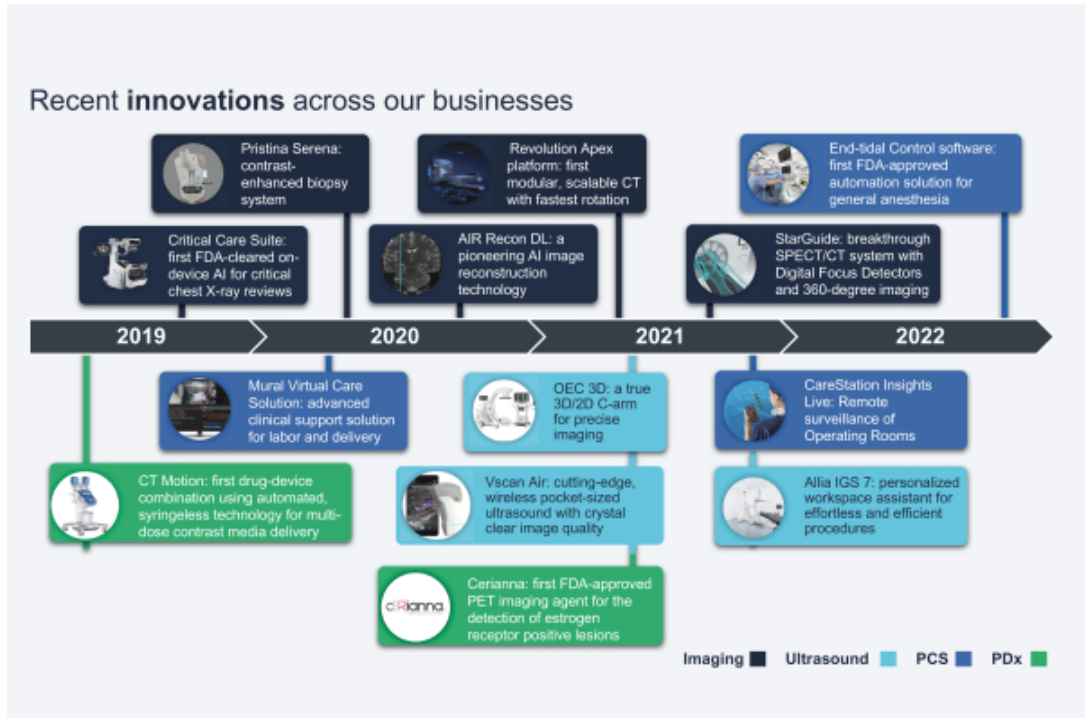 Recent innovations across our businesses
Pristina Serena:
contrast-
enhanced biopsy
system
Revolution Apex
platform: first
modular, scalable CT
with fastest rotation
End-tidal Control software:
first FDA-approved
automation solution for
general anesthesia
Critical Care Suite:
first FDA-cleared on-
device AI for critical
chest X-ray reviews
AIR Recon DL: a
pioneering AI image
reconstruction
technology
StarGuide: breakthrough
SPECT/CT system with
Digital Focus Detectors
and 360-degree imaging
2019
2020
2021
2022
Mural Virtual Care
Solution: advanced
clinical support solution
for labor and delivery
OEC 3D: a true
3D/2D C-arm
for precise
imaging
CareStation Insights
Live: Remote
surveillance of
Operating Rooms
CT Motion: first drug-device
combination using automated,
syringeless technology for multi-
dose contrast media delivery
Vscan Air: cutting-edge,
wireless pocket-sized
ultrasound with crystal
clear image quality
Allia IGS 7: personalized
workspace assistant for
effortless and efficient
procedures
cERianna
Cerianna: first FDA-approved
PET imaging agent for the
detection of estrogen
receptor positive lesions
Imaging Ultrasound PCS PDx